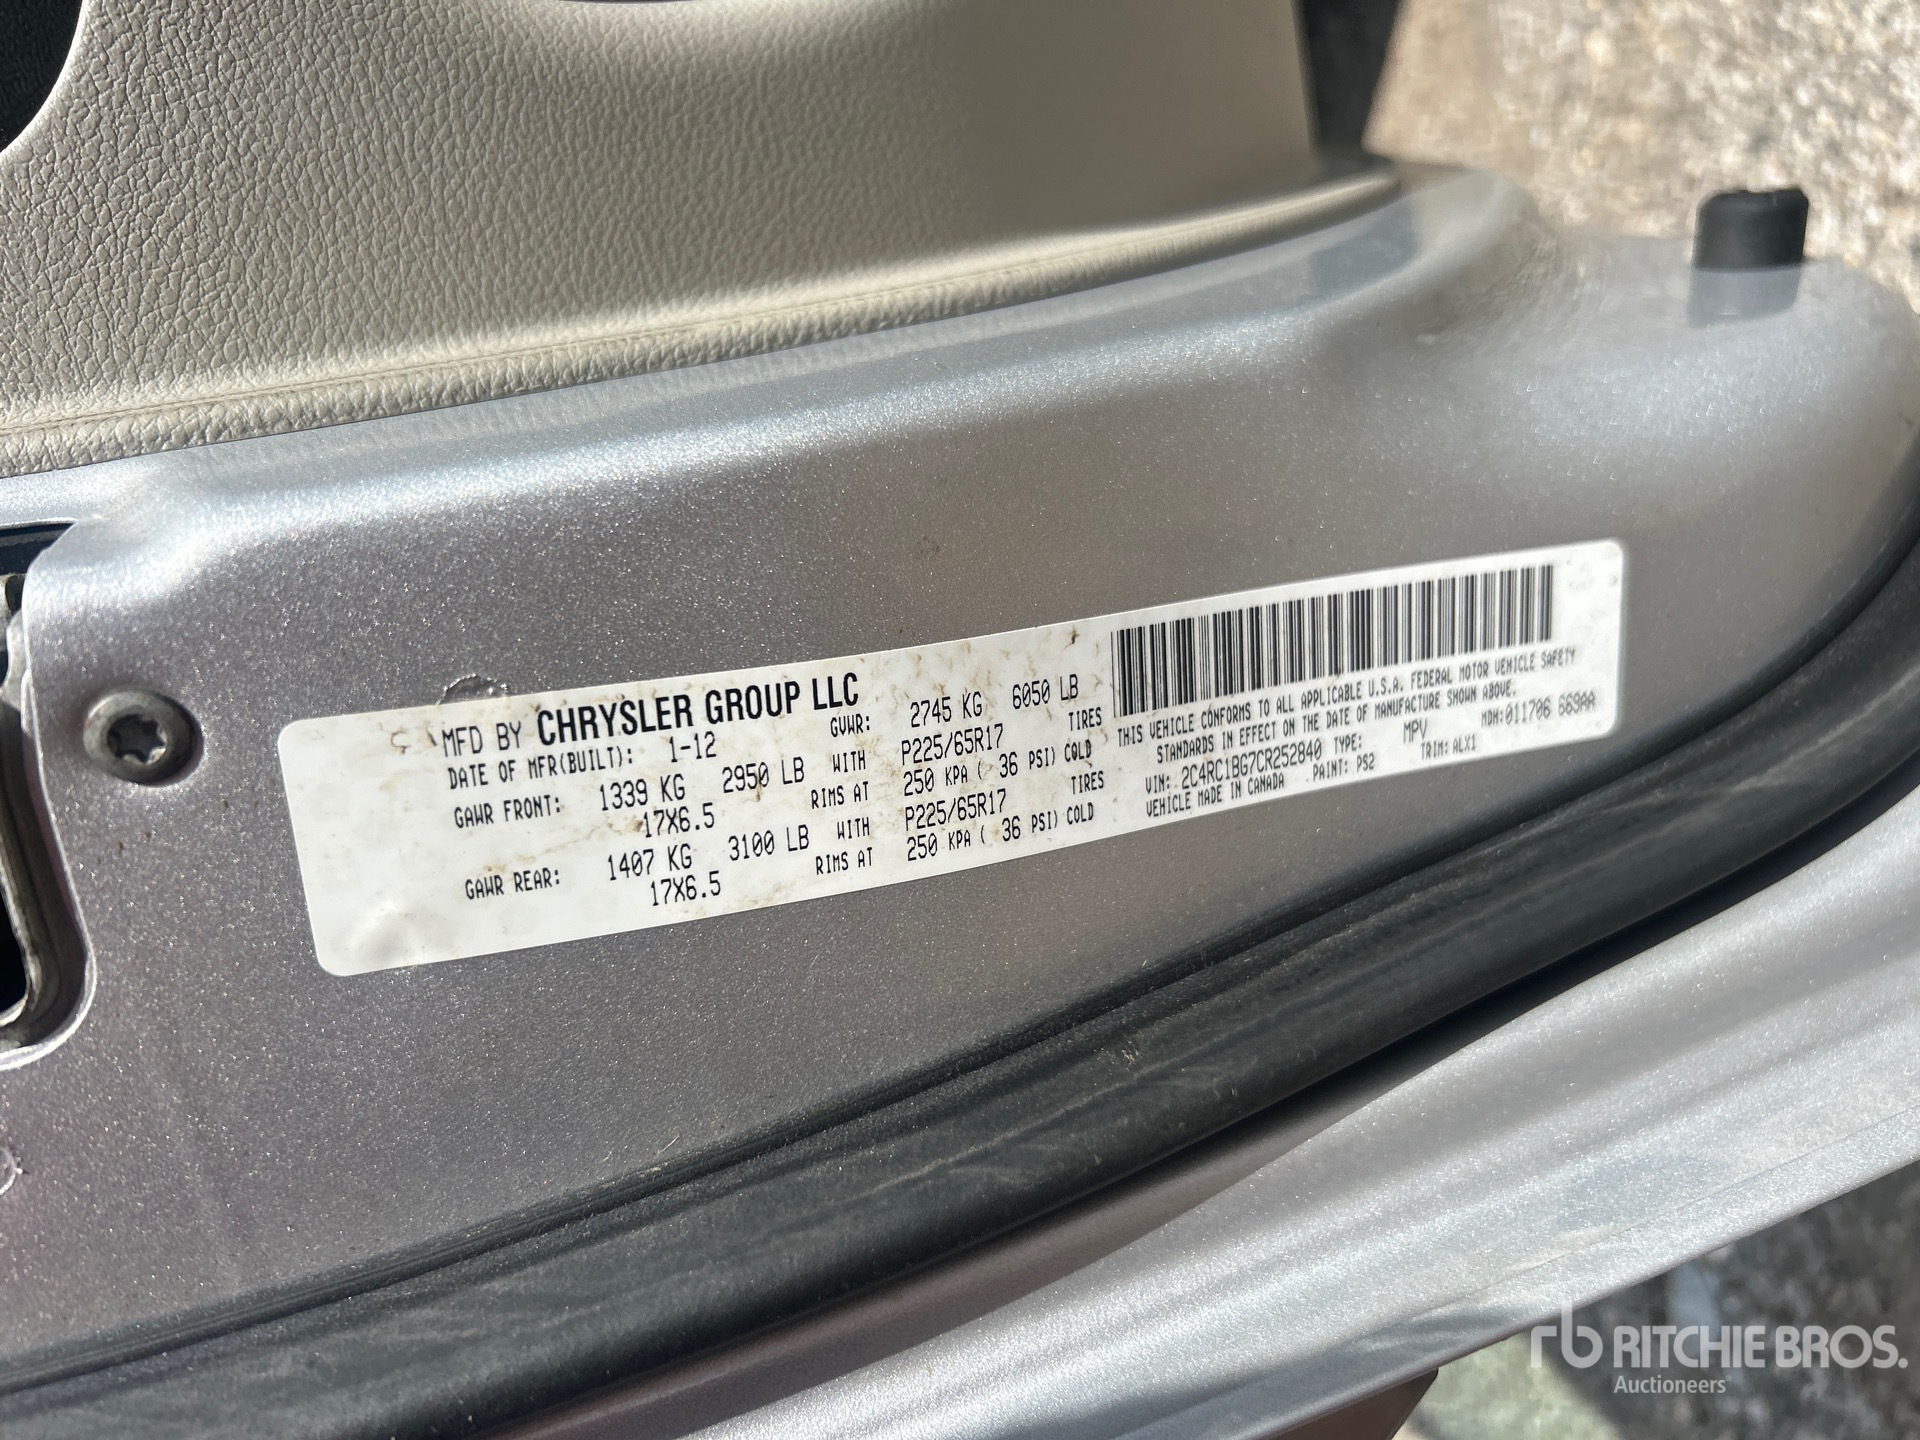 MFD BY CHRYSLER GROUP LLC
DATE OF MFR(BUILT): 1-12 GVWR: 2745 KG 6050 LB
GAWR FRONT: 1339 KG 2950 LB WITH P225/65R17 TIRES
17X6.5 RIMS AT 250 KPA ( 36 PSI) COLD
GAWR REAR: 1407 KG 3100 LB WITH P225/65R17 TIRES
17X6.5 RIMS AT 250 KPA ( 36 PSI) COLD
THIS VEHICLE CONFORMS TO ALL APPLICABLE U.S.A. FEDERAL MOTOR VEHICLE SAFETY
STANDARDS IN EFFECT ON THE DATE OF MANUFACTURE SHOWN ABOVE.
VIN: 2C4RC1BG7CR252840 TYPE: MPV MDH:011706 669AA
VEHICLE MADE IN CANADA PAINT: PS2 TRIM: ALX1
rb RITCHIE BROS.
Auctioneers